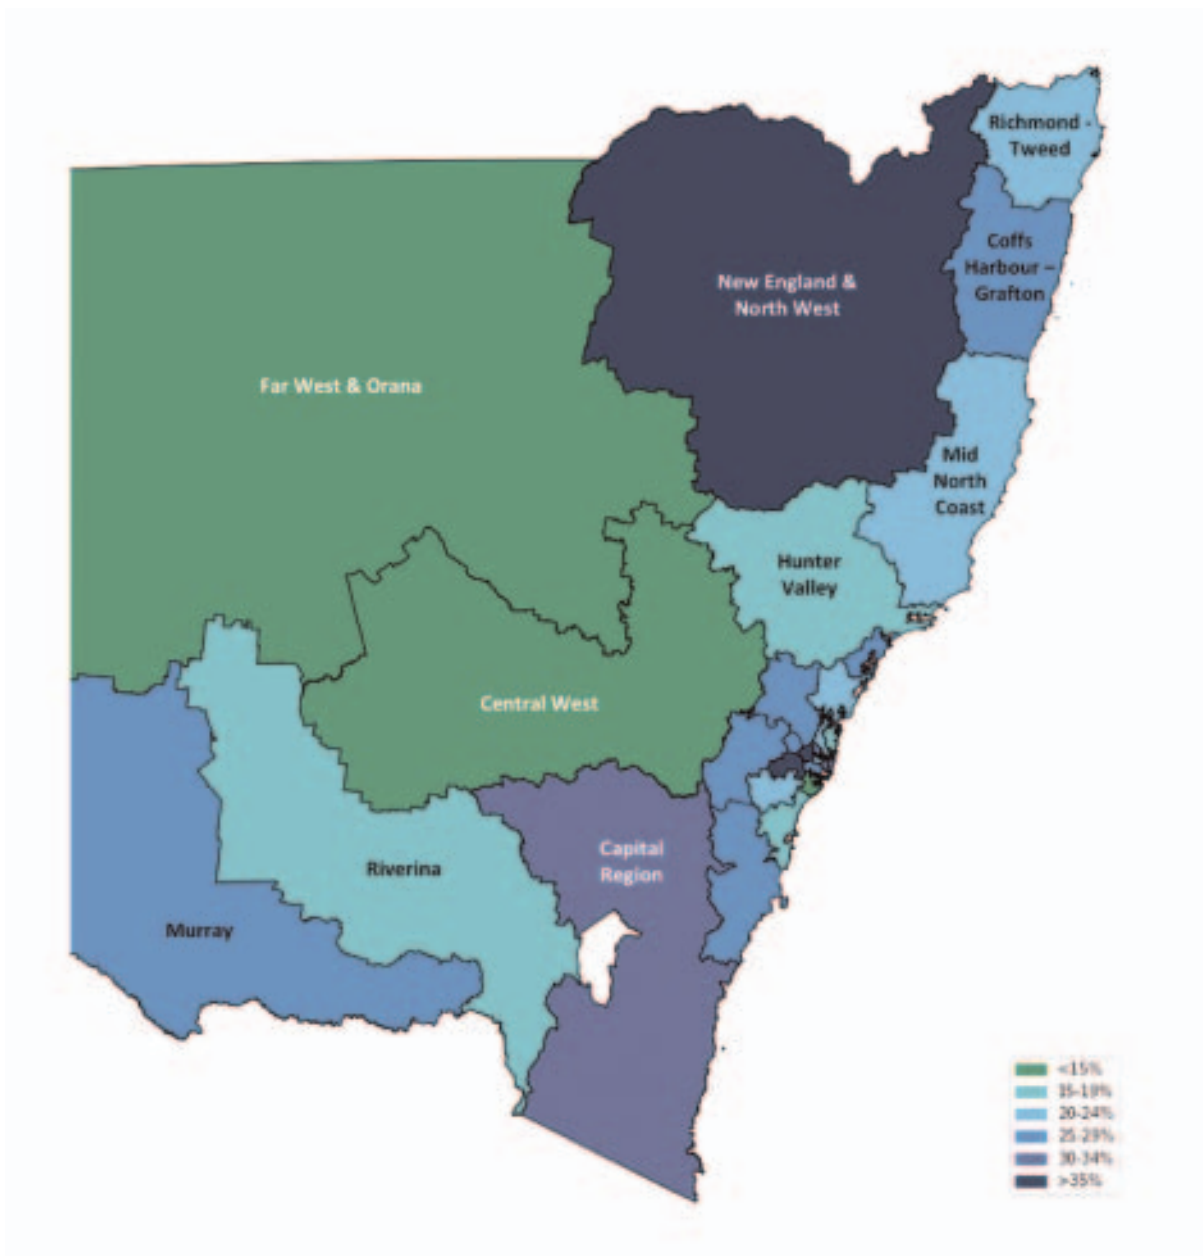 Richmond -
Tweed
Coffs
Harbour –
Grafton
New England &
North West
Far West & Orana
Mid
North
Coast
Hunter
Valley
Central West
Capital
Region
Riverina
Murray
<15%
15-19%
20-24%
25-29%
30-34%
>35%